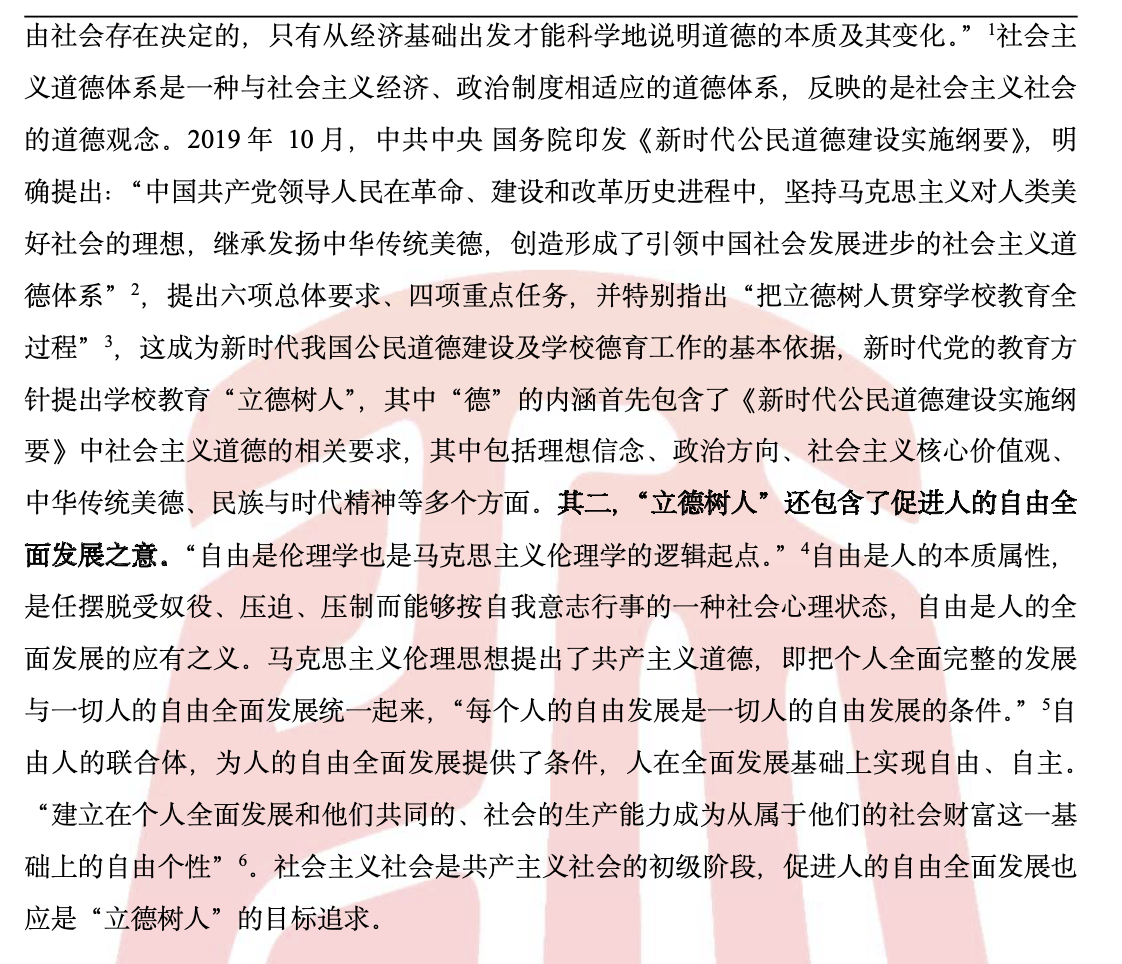 由社会存在决定的，只有从经济基础出发才能科学地说明道德的本质及其变化。”1社会主
义道德体系是一种与社会主义经济、政治制度相适应的道德体系，反映的是社会主义社会
的道德观念。2019 年 10 月，中共中央 国务院印发《新时代公民道德建设实施纲要》，明
确提出：“中国共产党领导人民在革命、建设和改革历史进程中，坚持马克思主义对人类美
好社会的理想，继承发扬中华传统美德，创造形成了引领中国社会发展进步的社会主义道
德体系”2，提出六项总体要求、四项重点任务，并特别指出“把立德树人贯穿学校教育全
过程”3，这成为新时代我国公民道德建设及学校德育工作的基本依据，新时代党的教育方
针提出学校教育“立德树人”，其中“德”的内涵首先包含了《新时代公民道德建设实施纲
要》中社会主义道德的相关要求，其中包括理想信念、政治方向、社会主义核心价值观、
中华传统美德、民族与时代精神等多个方面。其二，“立德树人”还包含了促进人的自由全
面发展之意。“自由是伦理学也是马克思主义伦理学的逻辑起点。”4自由是人的本质属性，
是任摆脱受奴役、压迫、压制而能够按自我意志行事的一种社会心理状态，自由是人的全
面发展的应有之义。马克思主义伦理思想提出了共产主义道德，即把个人全面完整的发展
与一切人的自由全面发展统一起来，“每个人的自由发展是一切人的自由发展的条件。”5自
由人的联合体，为人的自由全面发展提供了条件，人在全面发展基础上实现自由、自主。
“建立在个人全面发展和他们共同的、社会的生产能力成为从属于他们的社会财富这一基
础上的自由个性”6。社会主义社会是共产主义社会的初级阶段，促进人的自由全面发展也
应是“立德树人”的目标追求。